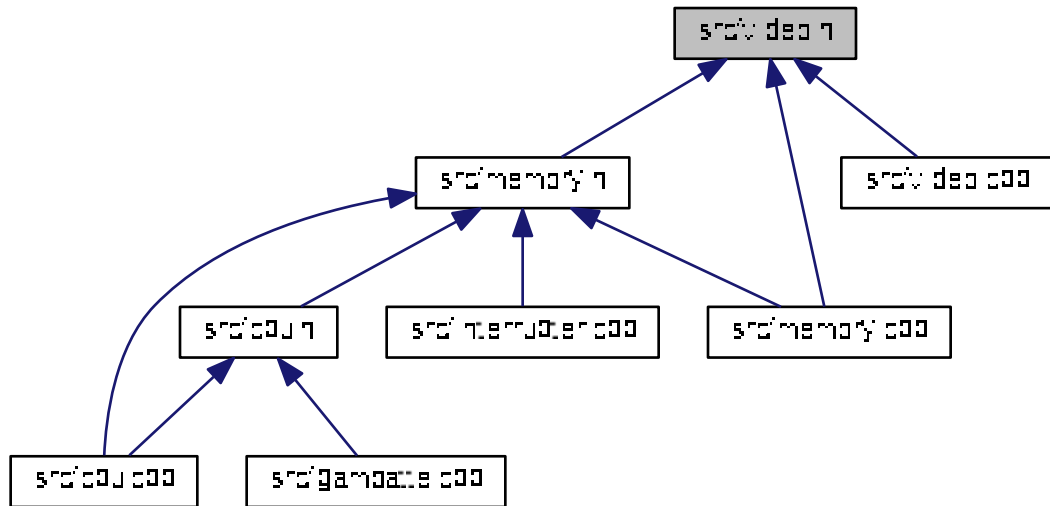 src/video.h
src/memory.h
src/video.cpp
src/cpu.h
src/interrupter.cpp
src/memory.cpp
src/cpu.cpp
src/gambatte.cpp